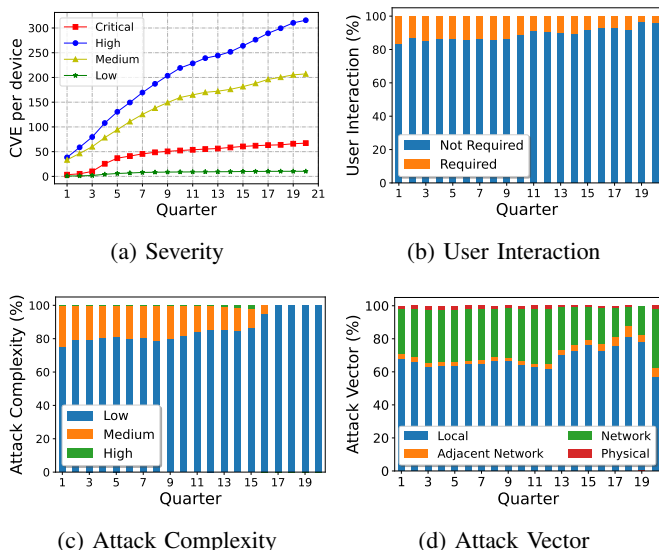 CVE per device
300
250
200
150
100
50
0
Critical
High
Medium
Low
1 3 5 7 9 11 13 15 17 19 21
Quarter
(a) Severity
User Interaction (%)
100
80
60
40
20
0
Not Required
Required
1 3 5 7 9 11 13 15 17 19
Quarter
(b) User Interaction
Attack Complexity (%)
100
80
60
40
20
0
Low
Medium
High
1 3 5 7 9 11 13 15 17 19
Quarter
(c) Attack Complexity
Attack Vector (%)
100
80
60
40
20
0
Local Network
Adjacent Network Physical
1 3 5 7 9 11 13 15 17 19
Quarter
(d) Attack Vector